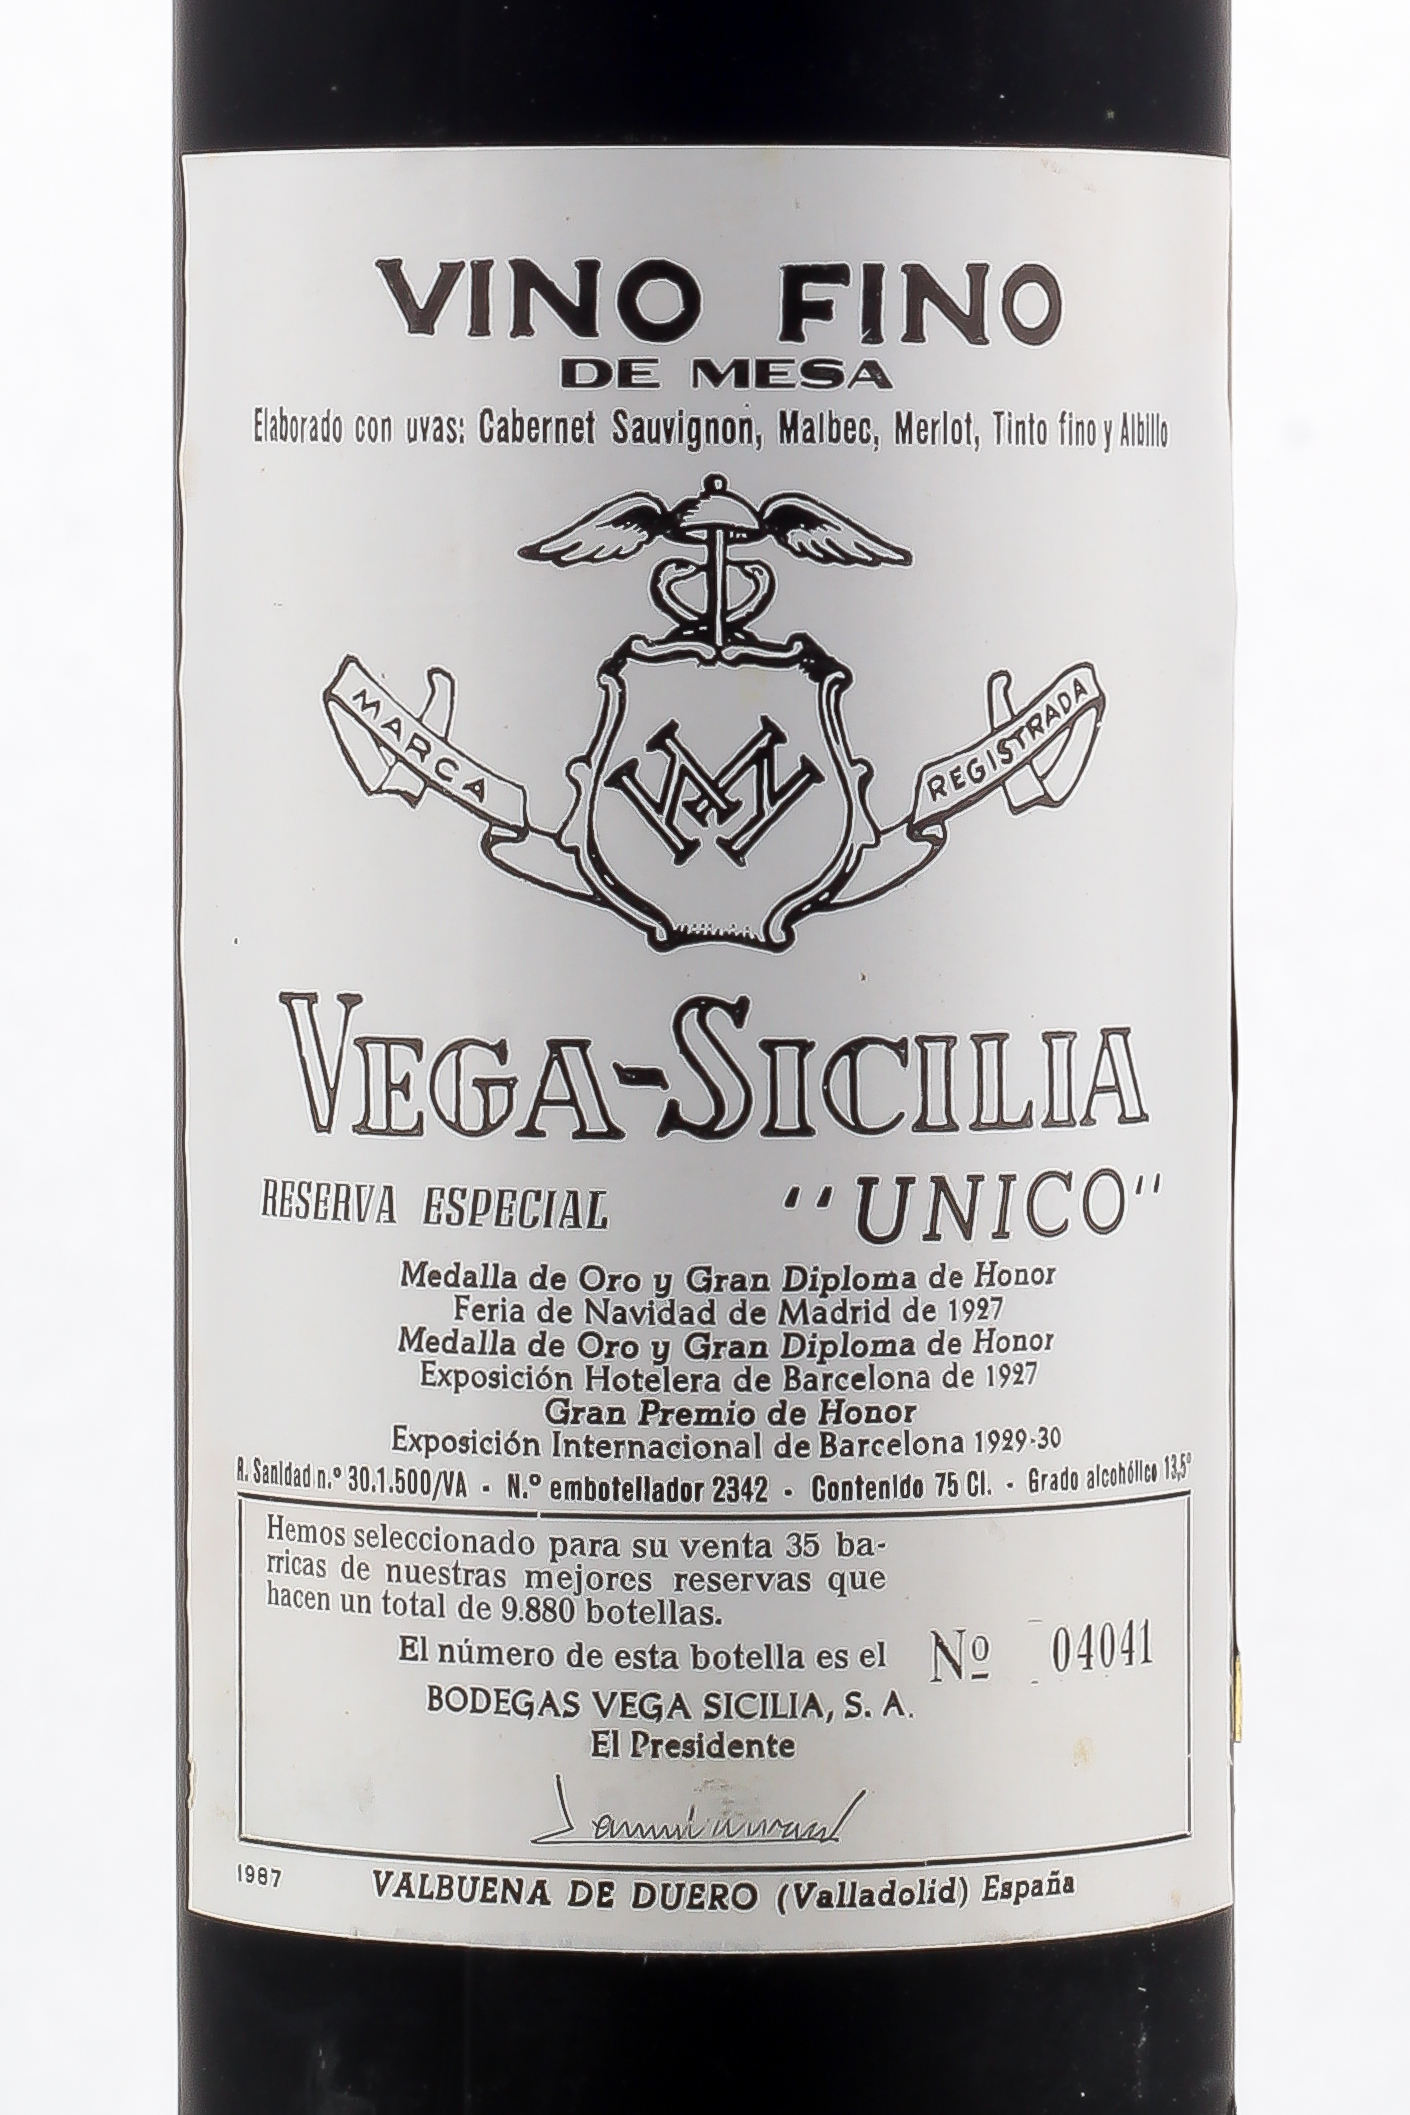 VINO FINO
DE MESA
Elaborado con uvas: Cabernet Sauvignon, Malbec, Merlot, Tinto fino y Albillo
MARCA REGISTRADA
VEGA-SICILIA
RESERVA ESPECIAL "UNICO"
Medalla de Oro y Gran Diploma de Honor
Feria de Navidad de Madrid de 1927
Medalla de Oro y Gran Diploma de Honor
Exposición Hotelera de Barcelona de 1927
Gran Premio de Honor
Exposición Internacional de Barcelona 1929-30
R. Sanidad n.º 30.1.500/VA - N.º embotellador 2342 - Contenido 75 Cl. - Grado alcohólico 13,5º
Hemos seleccionado para su venta 35 ba-
rricas de nuestras mejores reservas que
hacen un total de 9.880 botellas.
El número de esta botella es el Nº 04041
BODEGAS VEGA SICILIA, S. A.
El Presidente
1987 VALBUENA DE DUERO (Valladolid) España